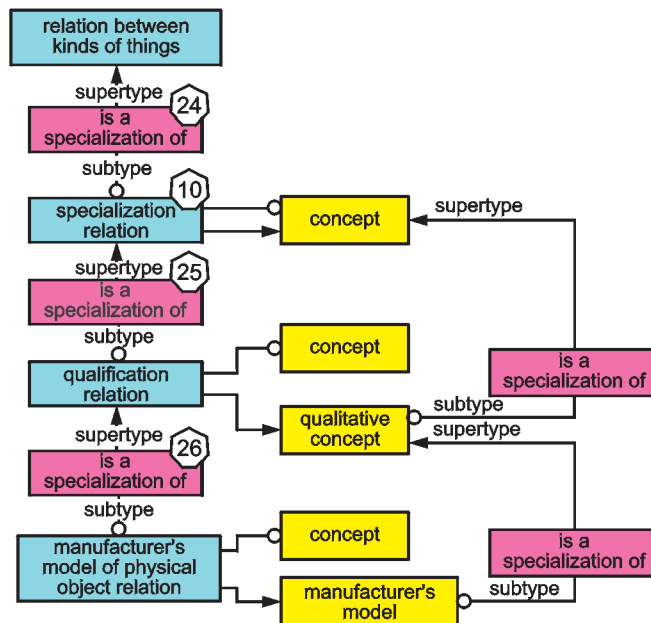 relation between
kinds of things
supertype
24
is a
specialization of
subtype
10
specialization
relation
concept
supertype
supertype
25
is a
specialization of
subtype
qualification
relation
concept
is a
specialization of
qualitative
concept
subtype
supertype
supertype
26
is a
specialization of
subtype
manufacturer's
model of physical
object relation
concept
is a
specialization of
manufacturer's
model
subtype